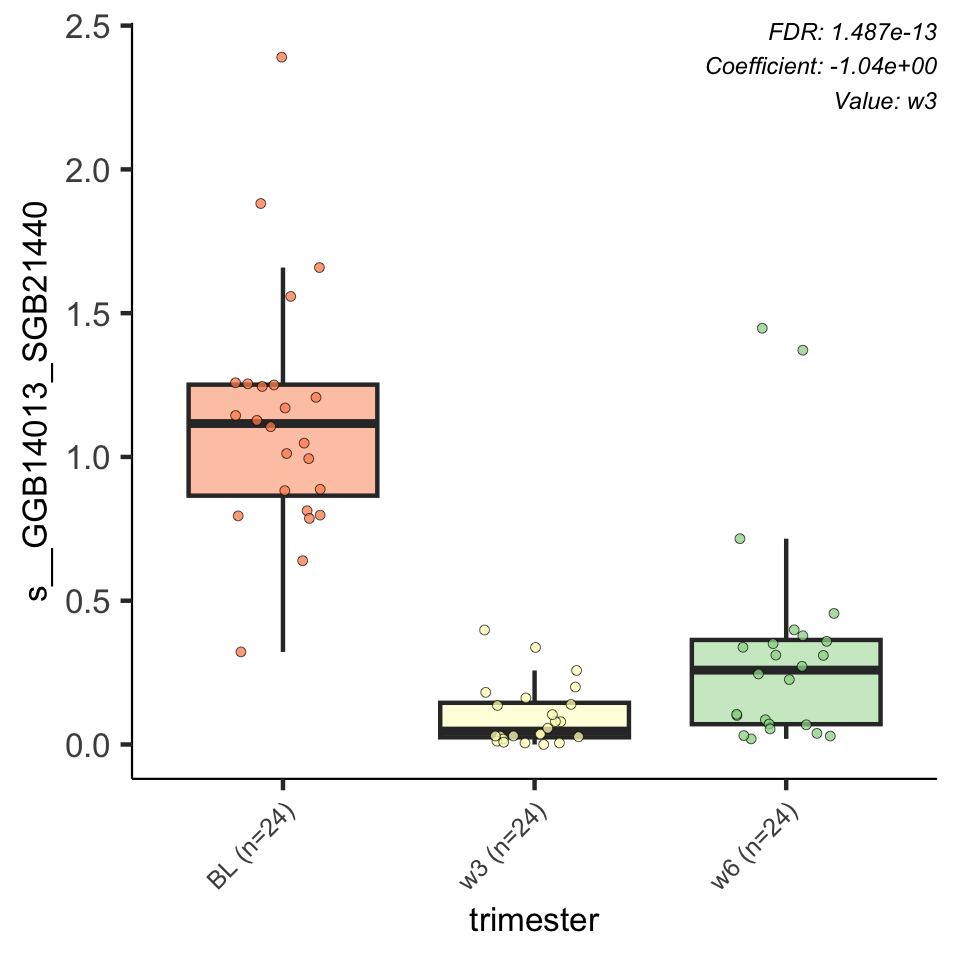 FDR: 1.487e-13
Coefficient: -1.04e+00
Value: w3
s__GGB14013_SGB21440
2.5
2.0
1.5
1.0
0.5
0.0
BL (n=24)
w3 (n=24)
w6 (n=24)
trimester